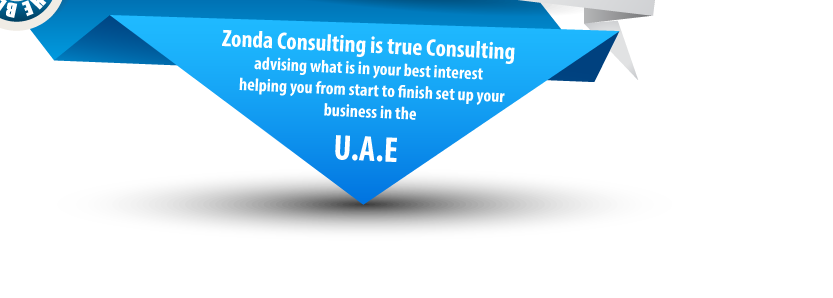 Zonda Consulting is true Consulting
advising what is in your best interest
helping you from start to finish set up your
business in the
U.A.E